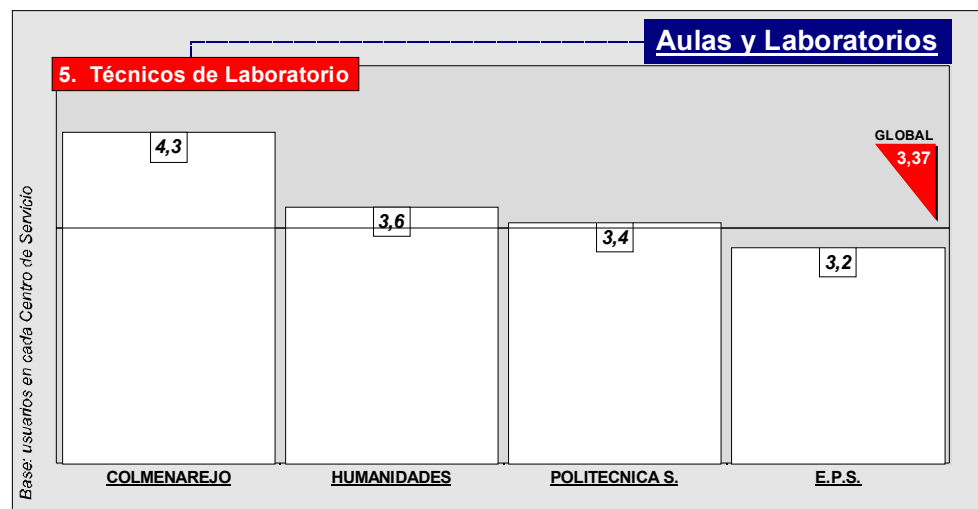 Aulas y Laboratorios
5. Técnicos de Laboratorio
GLOBAL
3,37
4,3
3,6
3,4
3,2
Base: usuarios en cada Centro de Servicio
COLMENAREJO
HUMANIDADES
POLITECNICA S.
E.P.S.